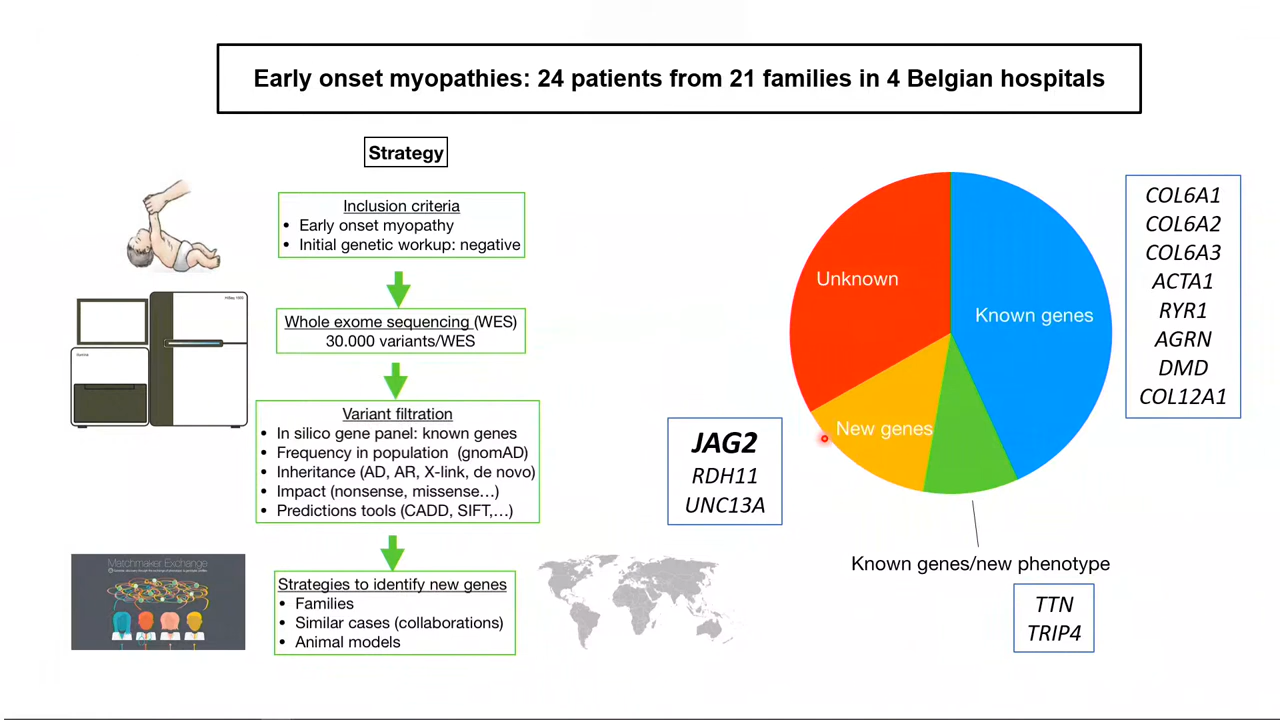 Early onset myopathies: 24 patients from 21 families in 4 Belgian hospitals
Strategy
Inclusion criteria
• Early onset myopathy
• Initial genetic workup: negative
Whole exome sequencing (WES)
30.000 variants/WES
Variant filtration
• In silico gene panel: known genes
• Frequency in population (gnomAD)
• Inheritance (AD, AR, X-link, de novo)
• Impact (nonsense, missense…)
• Predictions tools (CADD, SIFT,…)
Matchmaker Exchange
Strategies to identify new genes
• Families
• Similar cases (collaborations)
• Animal models
Unknown
Known genes
New genes
JAG2
RDH11
UNC13A
COL6A1
COL6A2
COL6A3
ACTA1
RYR1
AGRN
DMD
COL12A1
Known genes/new phenotype
TTN
TRIP4